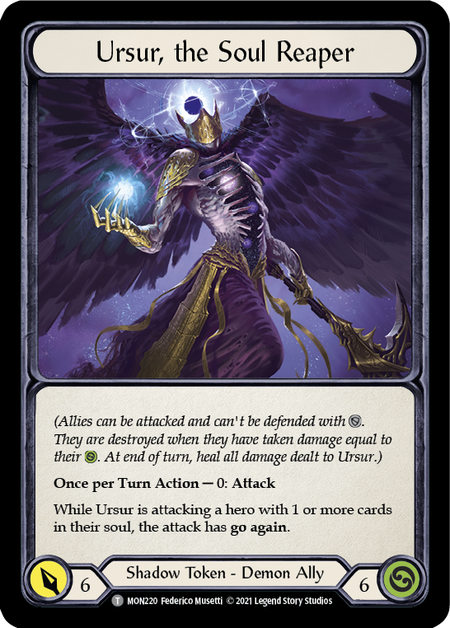 Ursur, the Soul Reaper
(Allies can be attacked and can't be defended with .
They are destroyed when they have taken damage equal to
their . At end of turn, heal all damage dealt to Ursur.)
Once per Turn Action — 0: Attack
While Ursur is attacking a hero with 1 or more cards
in their soul, the attack has go again.
6 Shadow Token - Demon Ally 6
T MON220 Federico Musetti © 2021 Legend Story Studios